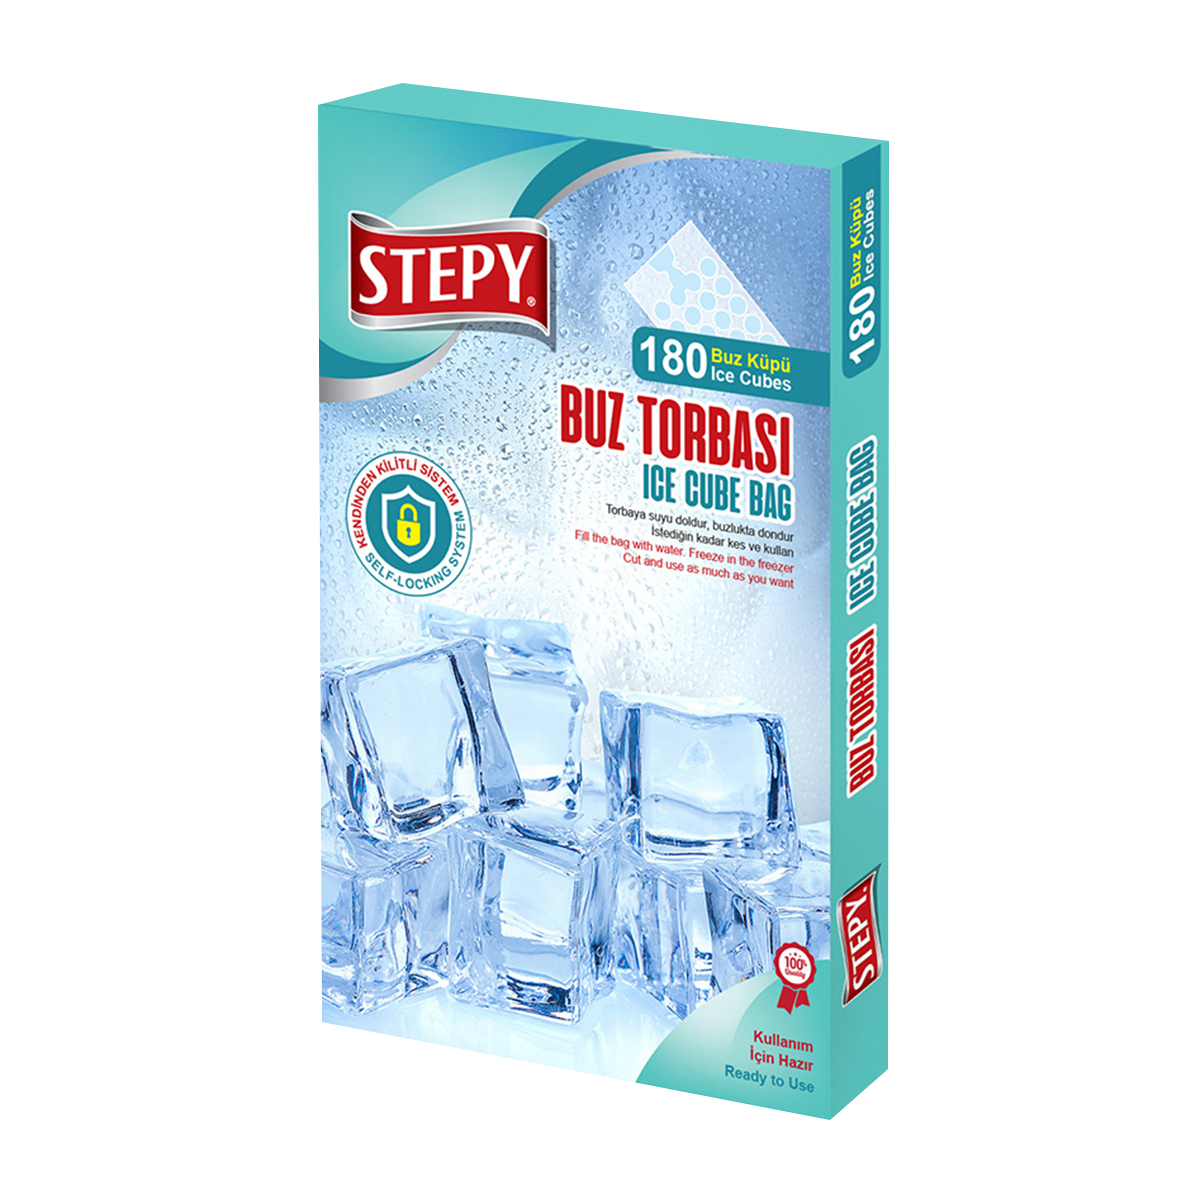 STEPY®
180 Buz Küpü
Ice Cubes
BUZ TORBASI
ICE CUBE BAG
Torbaya suyu doldur, buzlukta dondur
İstediğin kadar kes ve kullan
Fill the bag with water. Freeze in the freezer
Cut and use as much as you want
KENDİNDEN KİLİTLİ SİSTEM
SELF-LOCKING SYSTEM
100%
Quality
Kullanım
İçin Hazır
Ready to Use
180 Buz Küpü
Ice Cubes
BUZ TORBASI ICE CUBE BAG
STEPY®